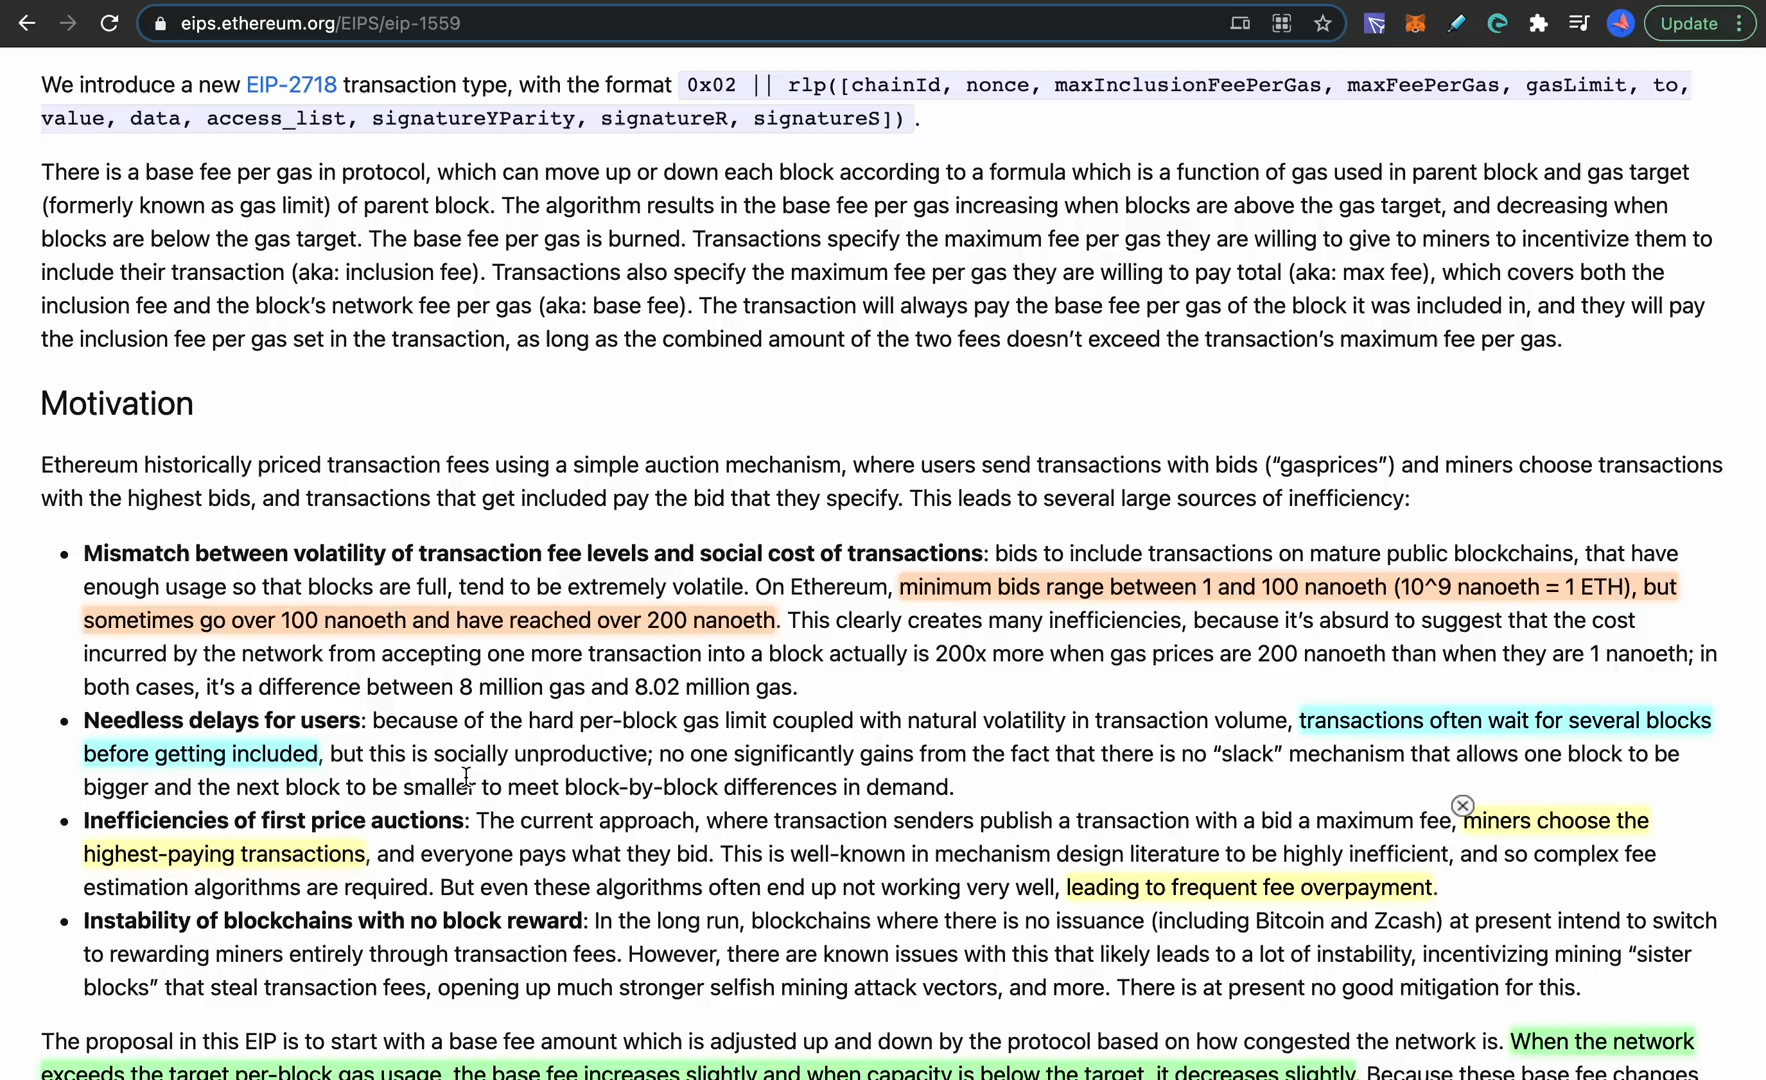 eips.ethereum.org/EIPS/eip-1559
Update
We introduce a new EIP-2718 transaction type, with the format 0x02 || rlp([chainId, nonce, maxInclusionFeePerGas, maxFeePerGas, gasLimit, to,
value, data, access_list, signatureYParity, signatureR, signatureS]).
There is a base fee per gas in protocol, which can move up or down each block according to a formula which is a function of gas used in parent block and gas target
(formerly known as gas limit) of parent block. The algorithm results in the base fee per gas increasing when blocks are above the gas target, and decreasing when
blocks are below the gas target. The base fee per gas is burned. Transactions specify the maximum fee per gas they are willing to give to miners to incentivize them to
include their transaction (aka: inclusion fee). Transactions also specify the maximum fee per gas they are willing to pay total (aka: max fee), which covers both the
inclusion fee and the block’s network fee per gas (aka: base fee). The transaction will always pay the base fee per gas of the block it was included in, and they will pay
the inclusion fee per gas set in the transaction, as long as the combined amount of the two fees doesn’t exceed the transaction’s maximum fee per gas.
Motivation
Ethereum historically priced transaction fees using a simple auction mechanism, where users send transactions with bids (“gasprices”) and miners choose transactions
with the highest bids, and transactions that get included pay the bid that they specify. This leads to several large sources of inefficiency:
• Mismatch between volatility of transaction fee levels and social cost of transactions: bids to include transactions on mature public blockchains, that have
enough usage so that blocks are full, tend to be extremely volatile. On Ethereum, minimum bids range between 1 and 100 nanoeth (10^9 nanoeth = 1 ETH), but
sometimes go over 100 nanoeth and have reached over 200 nanoeth. This clearly creates many inefficiencies, because it’s absurd to suggest that the cost
incurred by the network from accepting one more transaction into a block actually is 200x more when gas prices are 200 nanoeth than when they are 1 nanoeth; in
both cases, it’s a difference between 8 million gas and 8.02 million gas.
• Needless delays for users: because of the hard per-block gas limit coupled with natural volatility in transaction volume, transactions often wait for several blocks
before getting included, but this is socially unproductive; no one significantly gains from the fact that there is no “slack” mechanism that allows one block to be
bigger and the next block to be smaller to meet block-by-block differences in demand.
• Inefficiencies of first price auctions: The current approach, where transaction senders publish a transaction with a bid a maximum fee, miners choose the
highest-paying transactions, and everyone pays what they bid. This is well-known in mechanism design literature to be highly inefficient, and so complex fee
estimation algorithms are required. But even these algorithms often end up not working very well, leading to frequent fee overpayment.
• Instability of blockchains with no block reward: In the long run, blockchains where there is no issuance (including Bitcoin and Zcash) at present intend to switch
to rewarding miners entirely through transaction fees. However, there are known issues with this that likely leads to a lot of instability, incentivizing mining “sister
blocks” that steal transaction fees, opening up much stronger selfish mining attack vectors, and more. There is at present no good mitigation for this.
The proposal in this EIP is to start with a base fee amount which is adjusted up and down by the protocol based on how congested the network is. When the network
exceeds the target per-block gas usage, the base fee increases slightly and when capacity is below the target, it decreases slightly. Because these base fee changes